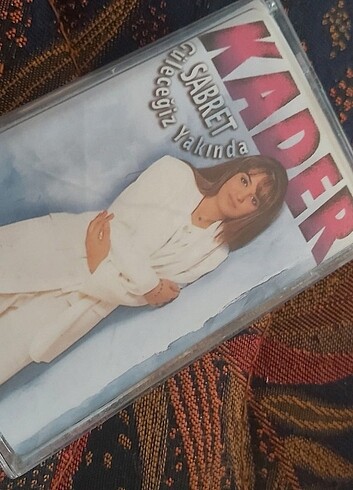 KADER
SABRET
Güleceğiz Yakında